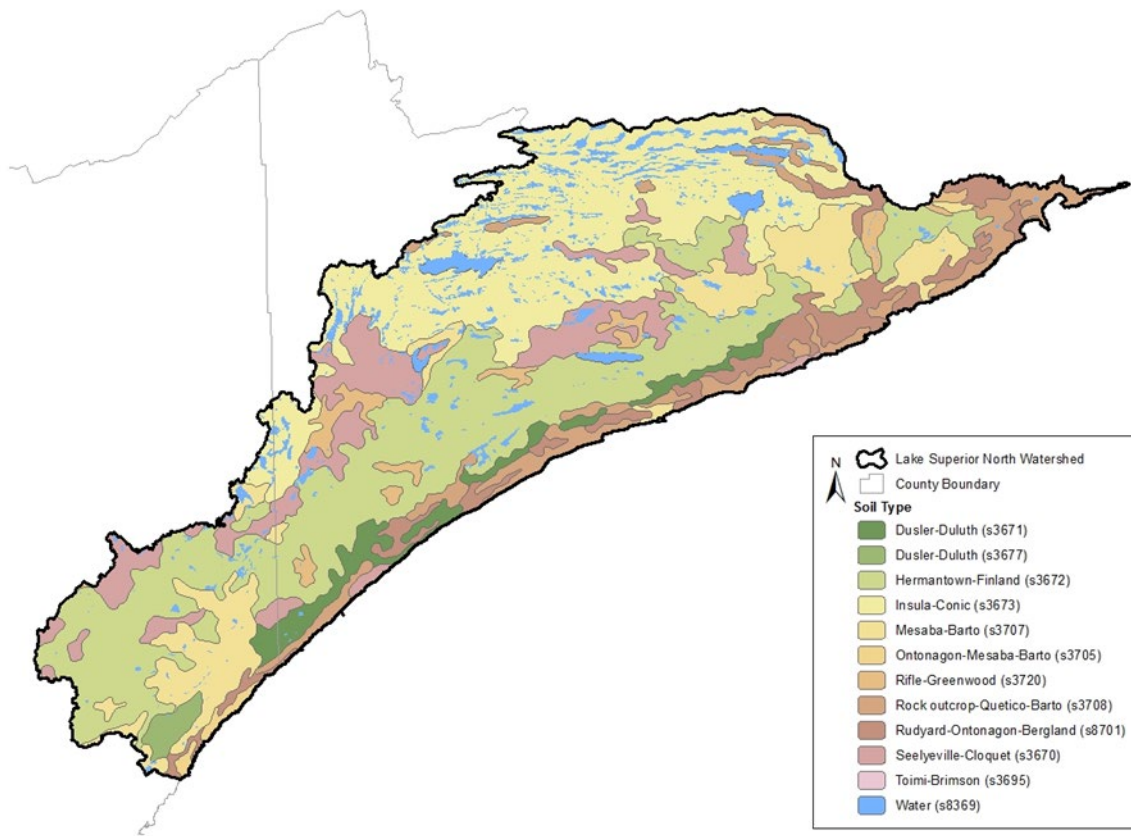 N
Lake Superior North Watershed
County Boundary
Soil Type
Dusler-Duluth (s3671)
Dusler-Duluth (s3677)
Hermantown-Finland (s3672)
Insula-Conic (s3673)
Mesaba-Barto (s3707)
Ontonagon-Mesaba-Barto (s3705)
Rifle-Greenwood (s3720)
Rock outcrop-Quetico-Barto (s3708)
Rudyard-Ontonagon-Bergland (s8701)
Seelyeville-Cloquet (s3670)
Toimi-Brimson (s3695)
Water (s8369)